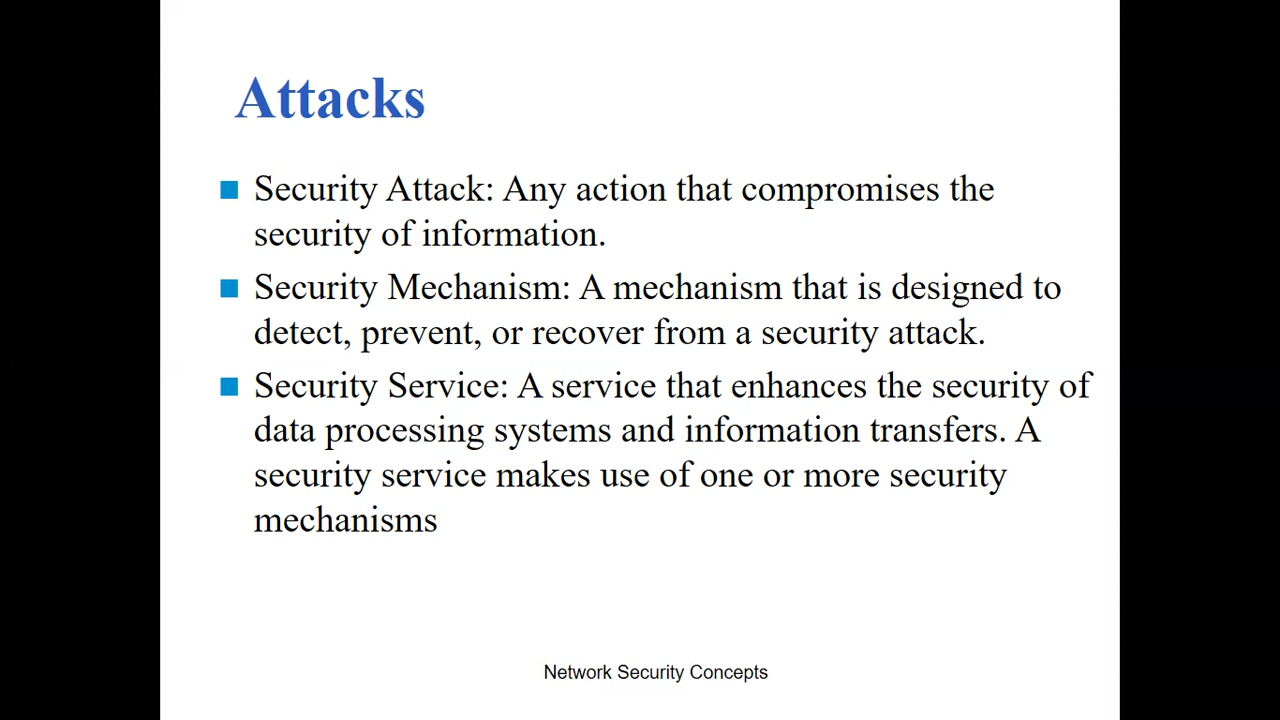 Attacks
Security Attack: Any action that compromises the
security of information.
Security Mechanism: A mechanism that is designed to
detect, prevent, or recover from a security attack.
Security Service: A service that enhances the security of
data processing systems and information transfers. A
security service makes use of one or more security
mechanisms
Network Security Concepts